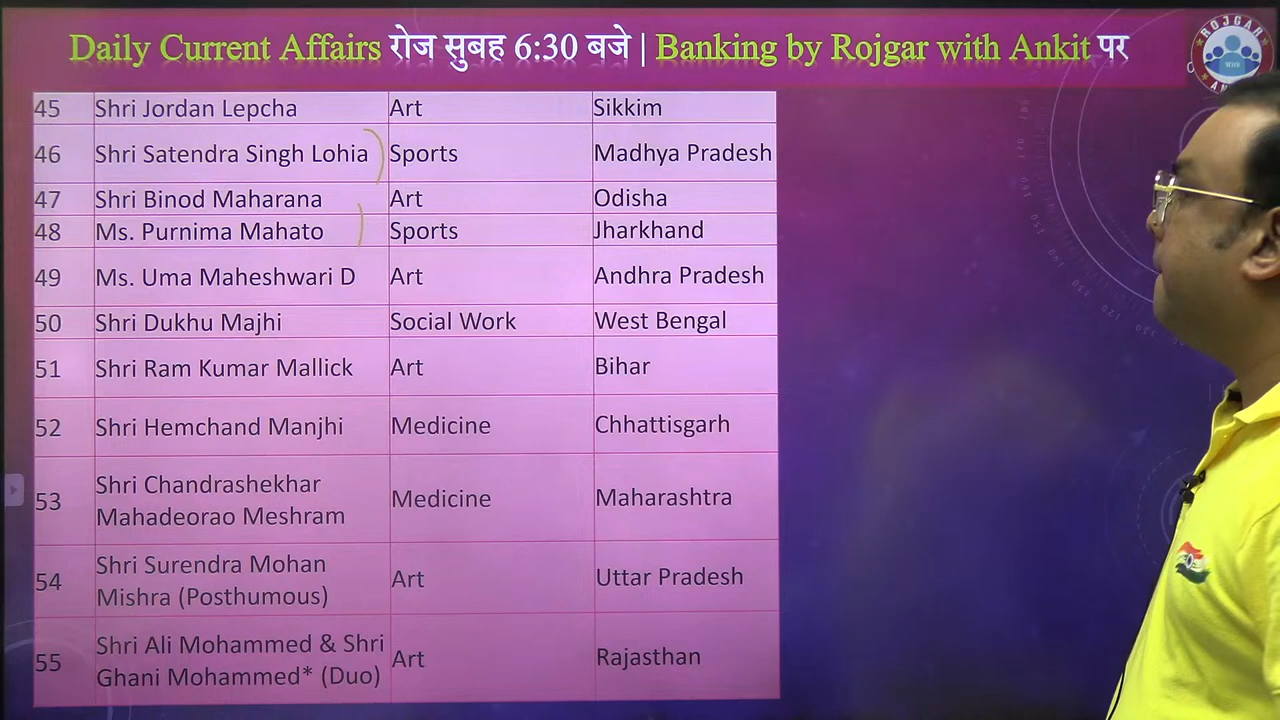 Daily Current Affairs रोज सुबह 6:30 बजे | Banking by Rojgar with Ankit पर
ROJGAR
With
45 Shri Jordan Lepcha Art Sikkim
46 Shri Satendra Singh Lohia Sports Madhya Pradesh
47 Shri Binod Maharana Art Odisha
48 Ms. Purnima Mahato Sports Jharkhand
49 Ms. Uma Maheshwari D Art Andhra Pradesh
50 Shri Dukhu Majhi Social Work West Bengal
51 Shri Ram Kumar Mallick Art Bihar
52 Shri Hemchand Manjhi Medicine Chhattisgarh
53 Shri Chandrashekhar Mahadeorao Meshram Medicine Maharashtra
54 Shri Surendra Mohan Mishra (Posthumous) Art Uttar Pradesh
55 Shri Ali Mohammed & Shri Ghani Mohammed* (Duo) Art Rajasthan